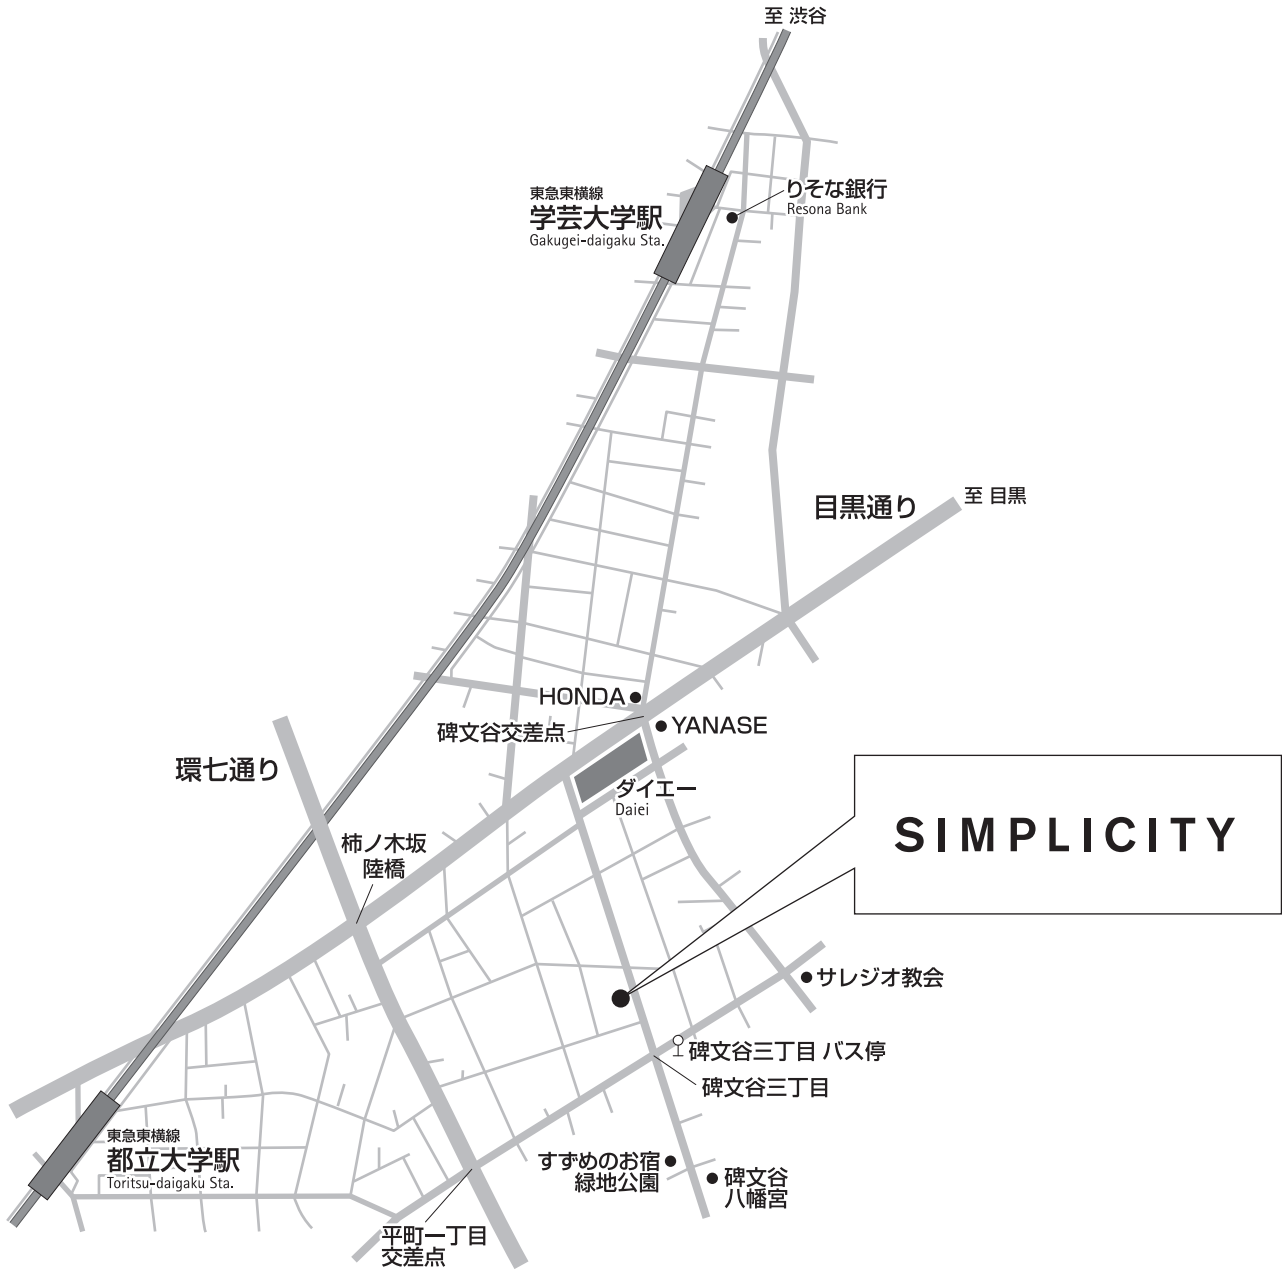 至 渋谷
東急東横線
学芸大学駅
Gakugei-daigaku Sta.
りそな銀行
Resona Bank
目黒通り
至 目黒
HONDA
碑文谷交差点
YANASE
環七通り
ダイエー
Daiei
SIMPLICITY
柿ノ木坂
陸橋
サレジオ教会
碑文谷三丁目 バス停
碑文谷三丁目
東急東横線
都立大学駅
Toritsu-daigaku Sta.
すずめのお宿
緑地公園
碑文谷
八幡宮
平町一丁目
交差点